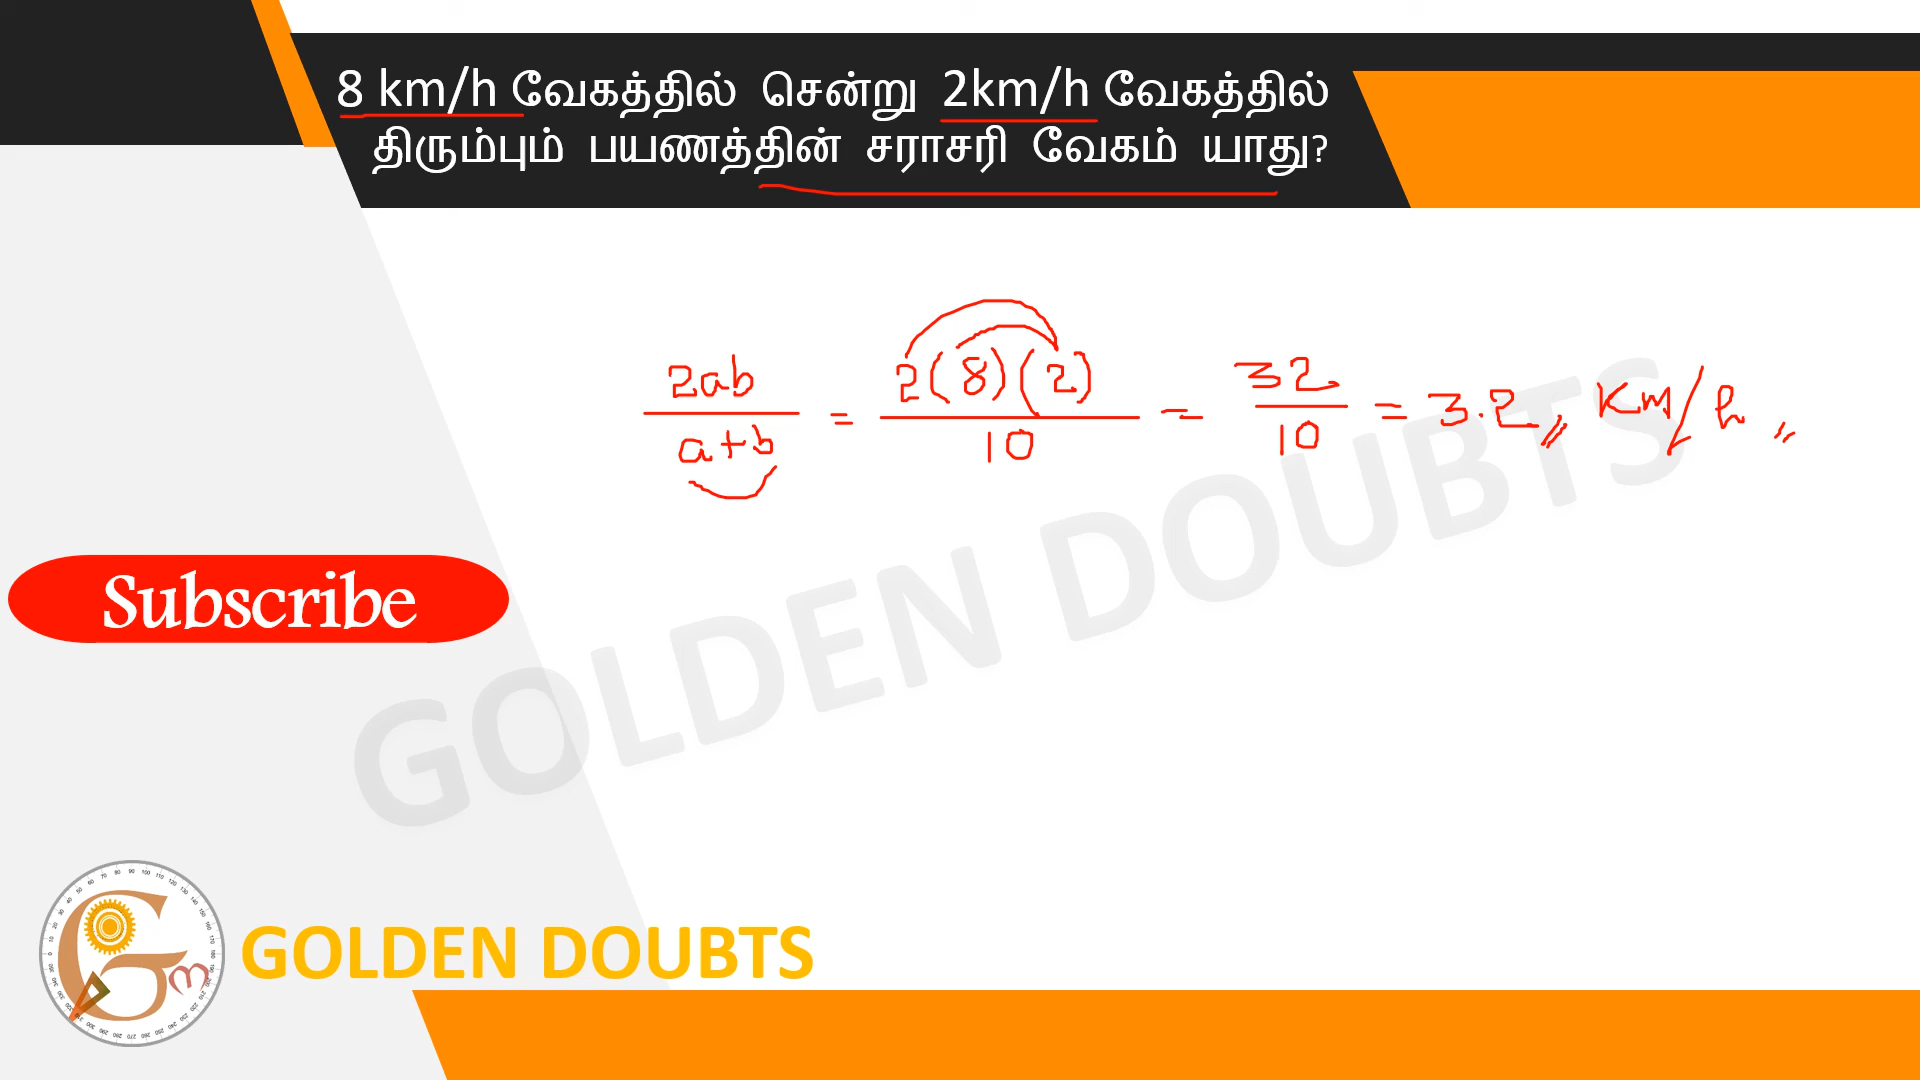 8 km/h வேகத்தில் சென்று 2km/h வேகத்தில்
திரும்பும் பயணத்தின் சராசரி வேகம் யாது?
2ab / a+b = 2(8)(2) / 10 = 32 / 10 = 3.2 Km/h
Subscribe
GOLDEN DOUBTS
GOLDEN DOUBTS